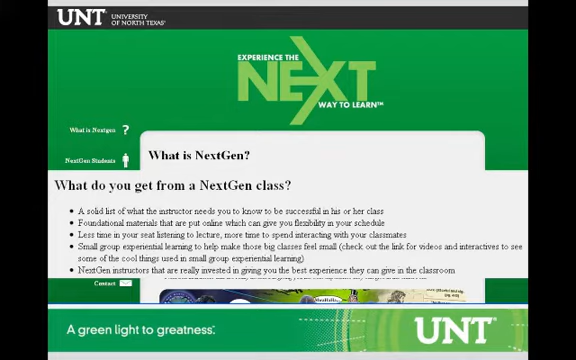 UNT UNIVERSITY
OF NORTH TEXAS®
EXPERIENCE THE
NEXT
WAY TO LEARN™
What is Nextgen ?
What is NextGen?
NextGen Students
What do you get from a NextGen class?
• A solid list of what the instructor needs you to know to be successful in his or her class
• Foundational materials that are put online which can give you flexibility in your schedule
• Less time in your seat listening to lecture, more time to spend interacting with your classmates
• Small group experiential learning to help make those big classes feel small (check out the link for videos and interactives to see
some of the cool things used in small group experiential learning)
• NextGen instructors that are really invested in giving you the best experience they can give in the classroom
Contact
A green light to greatness.
UNT